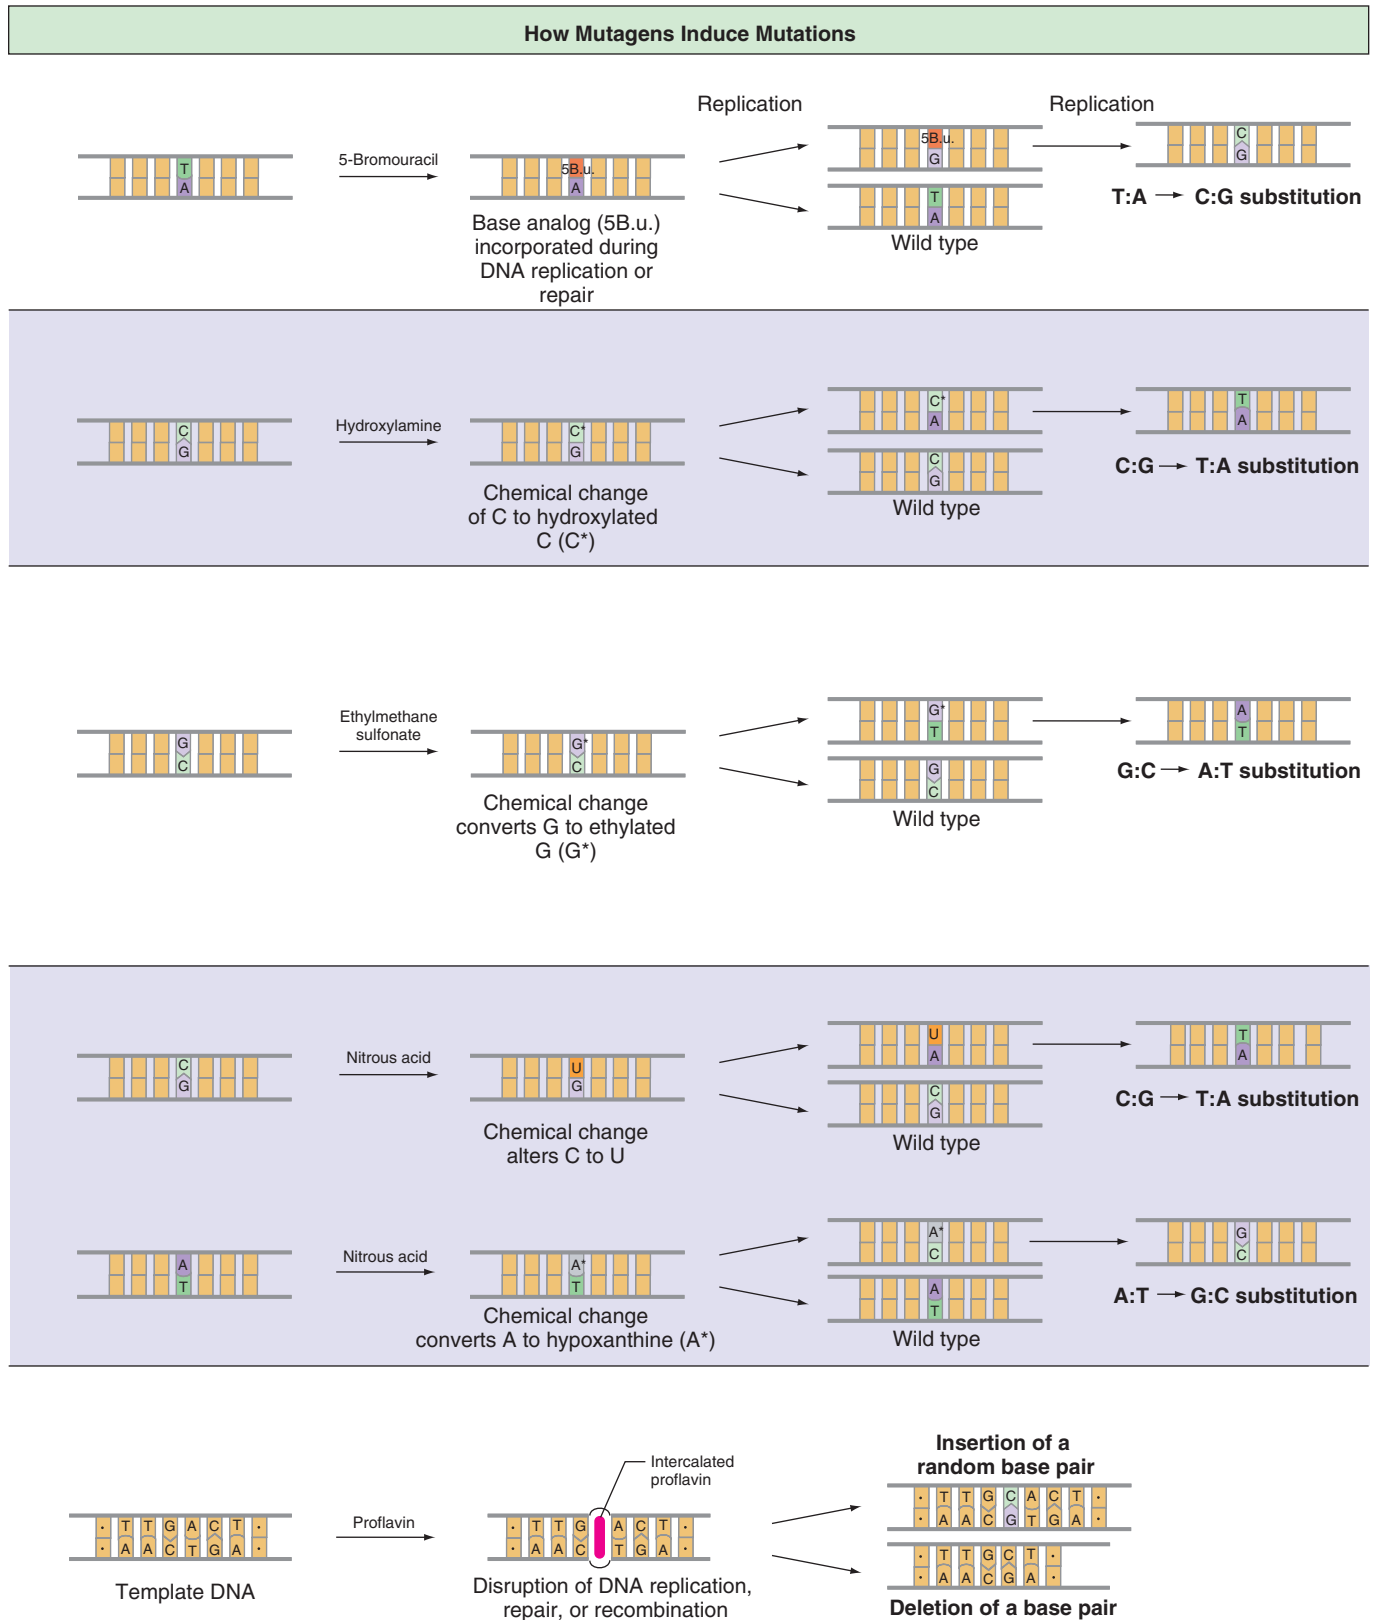 How Mutagens Induce Mutations
Replication
Replication
T
A
5-Bromouracil
5B.u.
A
Base analog (5B.u.)
incorporated during
DNA replication or
repair
5B.u.
G
T
A
Wild type
C
G
T:A → C:G substitution
C
G
Hydroxylamine
C*
G
Chemical change
of C to hydroxylated
C (C*)
C*
A
C
G
Wild type
T
A
C:G → T:A substitution
G
C
Ethylmethane
sulfonate
G*
C
Chemical change
converts G to ethylated
G (G*)
G*
T
G
C
Wild type
A
T
G:C → A:T substitution
C
G
Nitrous acid
U
G
Chemical change
alters C to U
U
A
C
G
Wild type
T
A
C:G → T:A substitution
A
T
Nitrous acid
A*
T
Chemical change
converts A to hypoxanthine (A*)
A*
C
A
T
Wild type
G
C
A:T → G:C substitution
· T T G A C T ·
· A A C T G A ·
Template DNA
Proflavin
Intercalated
proflavin
· T T G A C T ·
· A A C T G A ·
Disruption of DNA replication,
repair, or recombination
Insertion of a
random base pair
· T T G C A C T ·
· A A C G T G A ·
· T T G C T ·
· A A C G A ·
Deletion of a base pair